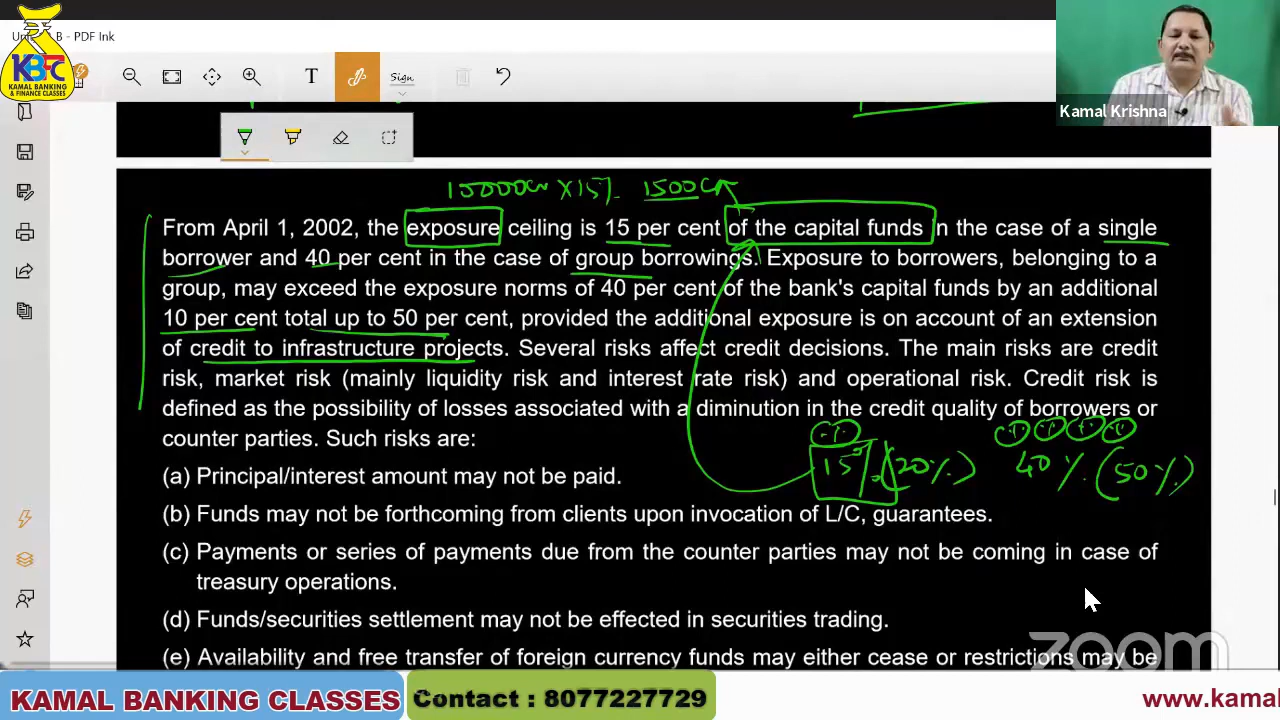 B - PDF Ink
KBFC
KAMAL BANKING
& FINANCE CLASSES
T
Sign
Kamal Krishna
10000Cr X 15% 1500Cr
From April 1, 2002, the exposure ceiling is 15 per cent of the capital funds n the case of a single
borrower and 40 per cent in the case of group borrowings. Exposure to borrowers, belonging to a
group, may exceed the exposure norms of 40 per cent of the bank's capital funds by an additional
10 per cent total up to 50 per cent, provided the additional exposure is on account of an extension
of credit to infrastructure projects. Several risks affect credit decisions. The main risks are credit
risk, market risk (mainly liquidity risk and interest rate risk) and operational risk. Credit risk is
defined as the possibility of losses associated with a diminution in the credit quality of borrowers or
counter parties. Such risks are:
15% (20%) 40% (50%)
(a) Principal/interest amount may not be paid.
(b) Funds may not be forthcoming from clients upon invocation of L/C, guarantees.
(c) Payments or series of payments due from the counter parties may not be coming in case of
treasury operations.
(d) Funds/securities settlement may not be effected in securities trading.
(e) Availability and free transfer of foreign currency funds may either cease or restrictions may be
zoom
KAMAL BANKING CLASSES Contact : 8077227729 www.kamal